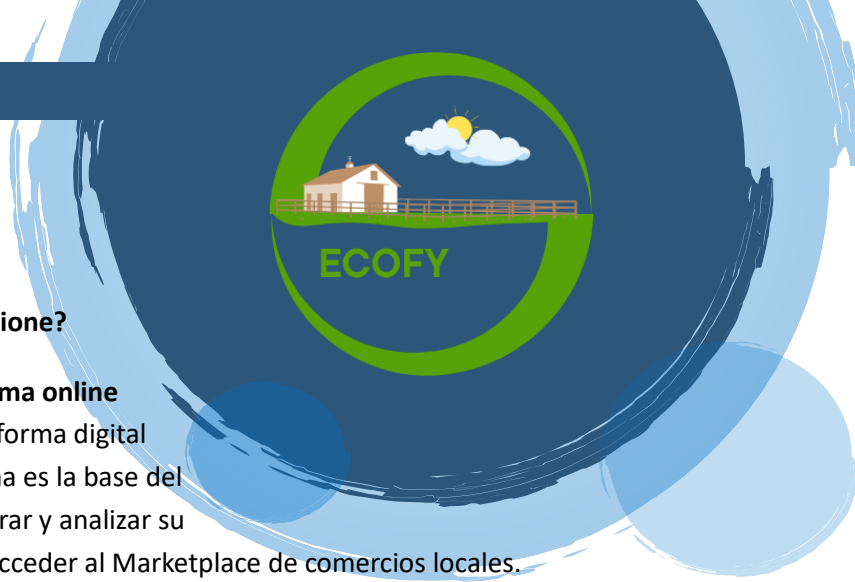 ECOFY
ione?
ma online
forma digital
na es la base del
rar y analizar su
cceder al Marketplace de comercios locales.